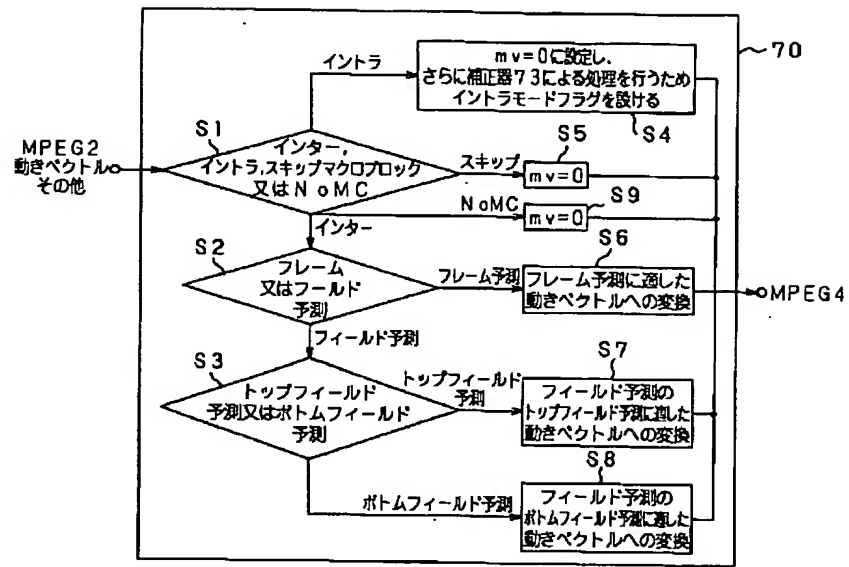 70
イントラ
mv=0に設定し、
さらに補正器73による処理を行うため
イントラモードフラグを設ける
S4
MPEG2
動きベクトル
その他
S1
インター,
イントラ,スキップマクロブロック
又はNoMC
スキップ
S5
mv=0
NoMC
S9
mv=0
インター
S2
フレーム
又はフールド
予測
フレーム予測
S6
フレーム予測に適した
動きベクトルへの変換
MPEG4
フィールド予測
S3
トップフィールド
予測又はボトムフィールド
予測
トップフィールド
予測
S7
フィールド予測の
トップフィールド予測に適した
動きベクトルへの変換
ボトムフィールド予測
S8
フィールド予測の
ボトムフィールド予測に適した
動きベクトルへの変換